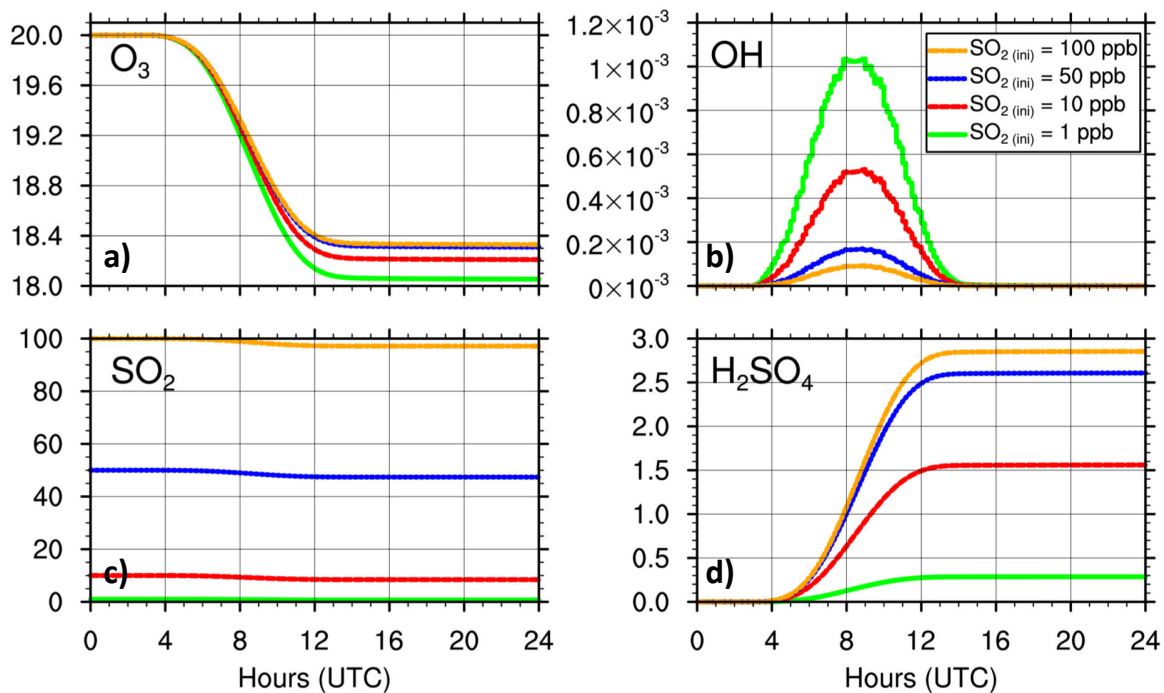 20.0
19.6
19.2
18.8
18.4
18.0
O₃
a)
1.2×10⁻³
1×10⁻³
0.8×10⁻³
0.6×10⁻³
0.4×10⁻³
0.2×10⁻³
0×10⁻³
OH
b)
SO₂ (ini) = 100 ppb
SO₂ (ini) = 50 ppb
SO₂ (ini) = 10 ppb
SO₂ (ini) = 1 ppb
100
80
60
40
20
0
SO₂
c)
0 4 8 12 16 20 24
Hours (UTC)
3.0
2.5
2.0
1.5
1.0
0.5
0.0
H₂SO₄
d)
0 4 8 12 16 20 24
Hours (UTC)